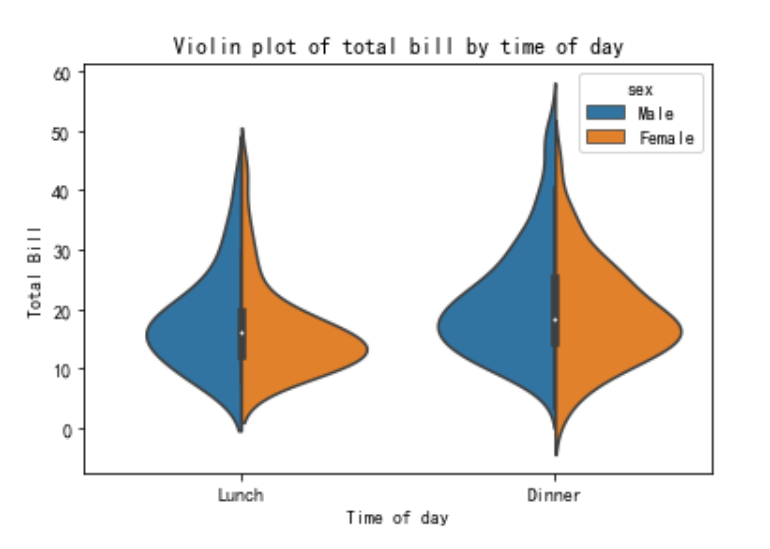 Violin plot of total bill by time of day
sex
Male
Female
60
50
40
30
20
10
0
Total Bill
Lunch
Dinner
Time of day